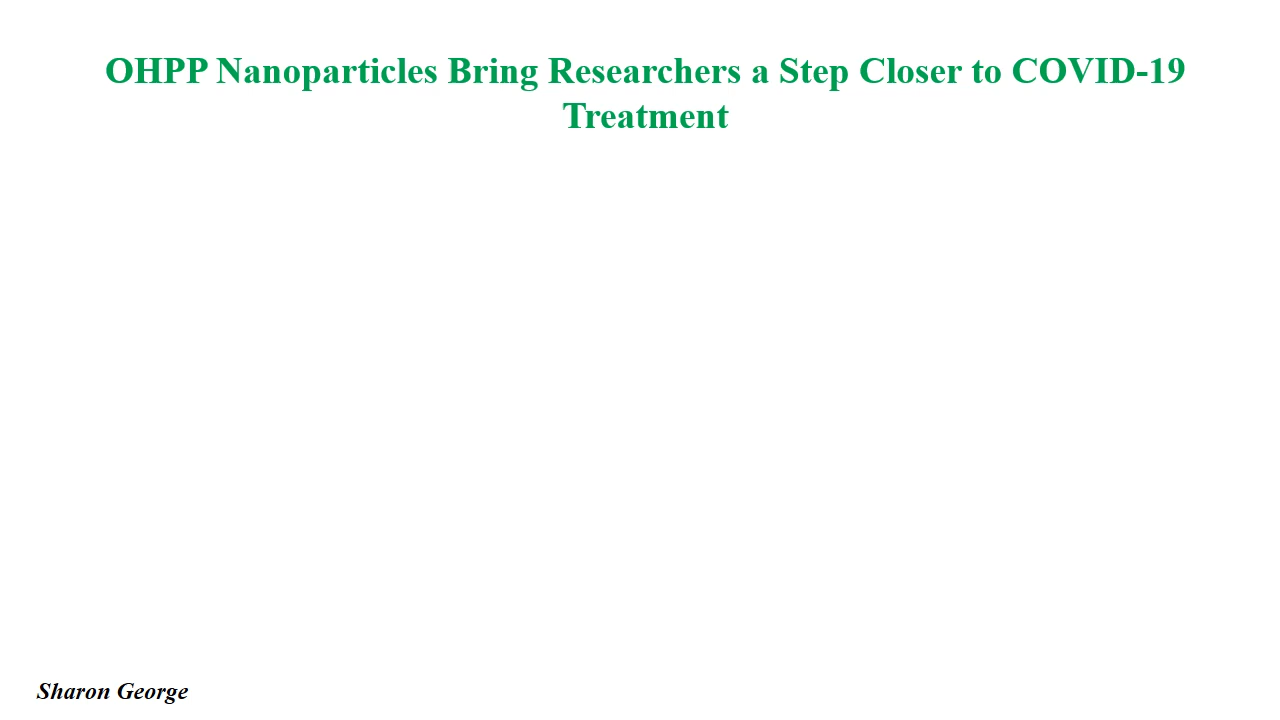 OHPP Nanoparticles Bring Researchers a Step Closer to COVID-19
Treatment
Sharon George